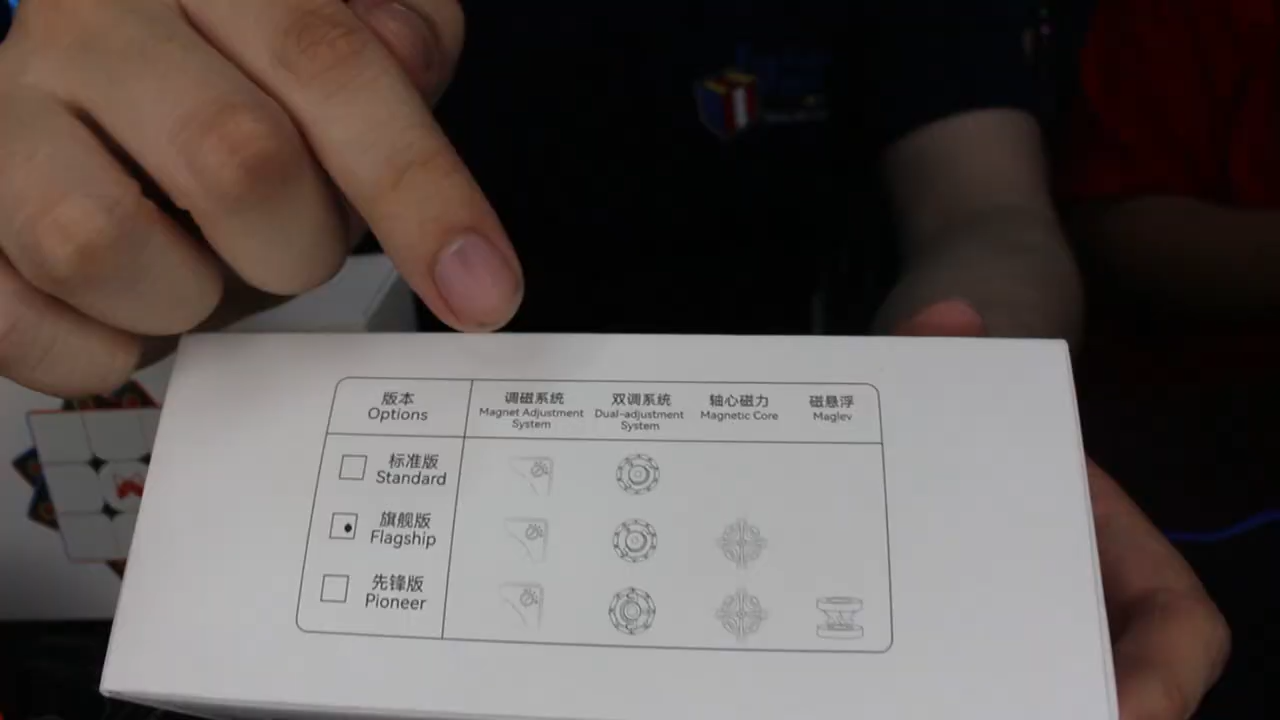 版本
Options
调磁系统
Magnet Adjustment
System
双调系统
Dual-adjustment
System
轴心磁力
Magnetic Core
磁悬浮
Maglev
标准版
Standard
旗舰版
Flagship
先锋版
Pioneer